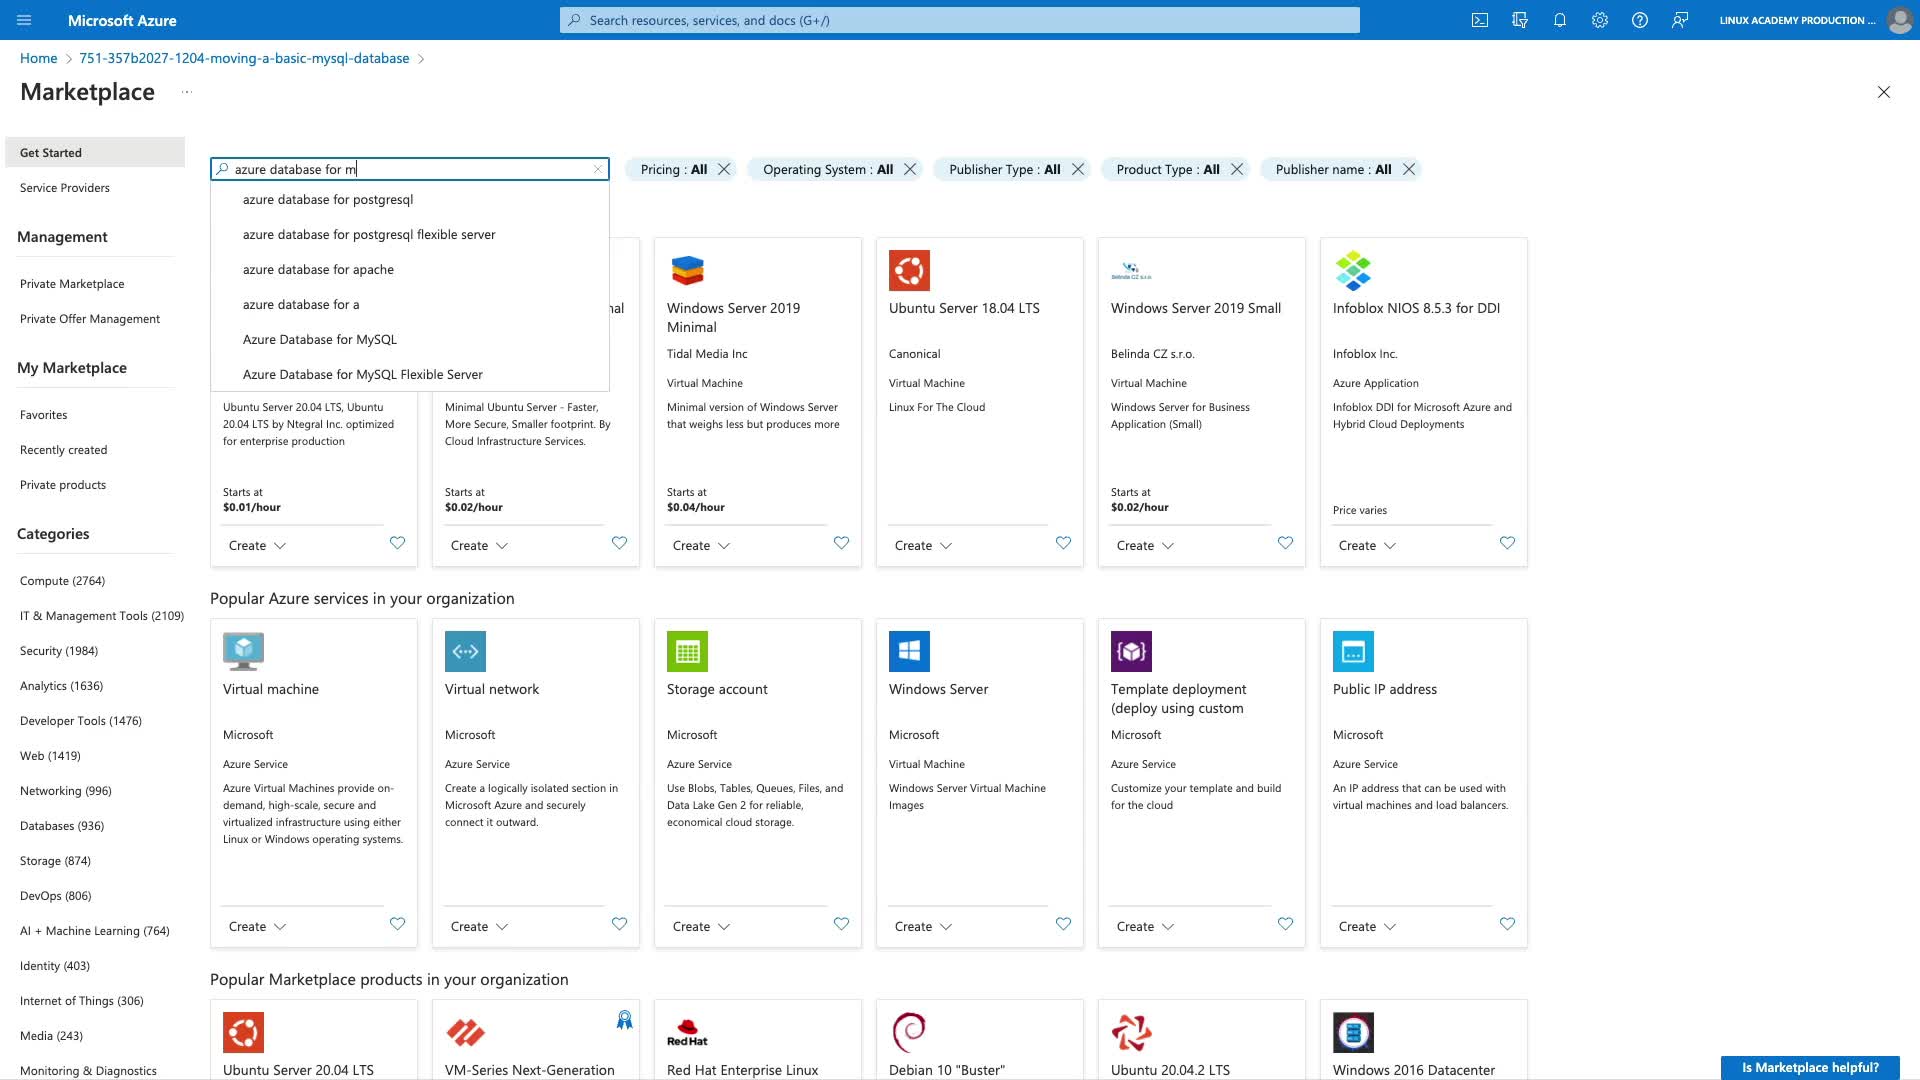 Microsoft Azure
Search resources, services, and docs (G+/)
LINUX ACADEMY PRODUCTION ...
Home
751-357b2027-1204-moving-a-basic-mysql-database
Marketplace
...
Get Started
Service Providers
Management
Private Marketplace
Private Offer Management
My Marketplace
Favorites
Recently created
Private products
Categories
Compute (2764)
IT & Management Tools (2109)
Security (1984)
Analytics (1636)
Developer Tools (1476)
Web (1419)
Networking (996)
Databases (936)
Storage (874)
DevOps (806)
AI + Machine Learning (764)
Identity (403)
Internet of Things (306)
Media (243)
Monitoring & Diagnostics
azure database for m
Pricing : All
Operating System : All
Publisher Type : All
Product Type : All
Publisher name : All
azure database for postgresql
azure database for postgresql flexible server
azure database for apache
azure database for a
Azure Database for MySQL
Azure Database for MySQL Flexible Server
Ubuntu Server 20.04 LTS, Ubuntu
20.04 LTS by Ntegral Inc. optimized
for enterprise production
Starts at
$0.01/hour
Create
nal
Minimal Ubuntu Server - Faster,
More Secure, Smaller footprint. By
Cloud Infrastructure Services.
Starts at
$0.02/hour
Create
Windows Server 2019
Minimal
Tidal Media Inc
Virtual Machine
Minimal version of Windows Server
that weighs less but produces more
Starts at
$0.04/hour
Create
Ubuntu Server 18.04 LTS
Canonical
Virtual Machine
Linux For The Cloud
Create
Belinda CZ s.r.o.
Windows Server 2019 Small
Belinda CZ s.r.o.
Virtual Machine
Windows Server for Business
Application (Small)
Starts at
$0.02/hour
Create
Infoblox NIOS 8.5.3 for DDI
Infoblox Inc.
Azure Application
Infoblox DDI for Microsoft Azure and
Hybrid Cloud Deployments
Price varies
Create
Popular Azure services in your organization
Virtual machine
Microsoft
Azure Service
Azure Virtual Machines provide on-
demand, high-scale, secure and
virtualized infrastructure using either
Linux or Windows operating systems.
Create
Virtual network
Microsoft
Azure Service
Create a logically isolated section in
Microsoft Azure and securely
connect it outward.
Create
Storage account
Microsoft
Azure Service
Use Blobs, Tables, Queues, Files, and
Data Lake Gen 2 for reliable,
economical cloud storage.
Create
Windows Server
Microsoft
Virtual Machine
Windows Server Virtual Machine
Images
Create
Template deployment
(deploy using custom
Microsoft
Azure Service
Customize your template and build
for the cloud
Create
Public IP address
Microsoft
Azure Service
An IP address that can be used with
virtual machines and load balancers.
Create
Popular Marketplace products in your organization
Ubuntu Server 20.04 LTS
VM-Series Next-Generation
Red Hat
Red Hat Enterprise Linux
Debian 10 "Buster"
Ubuntu 20.04.2 LTS
Windows 2016 Datacenter
Is Marketplace helpful?